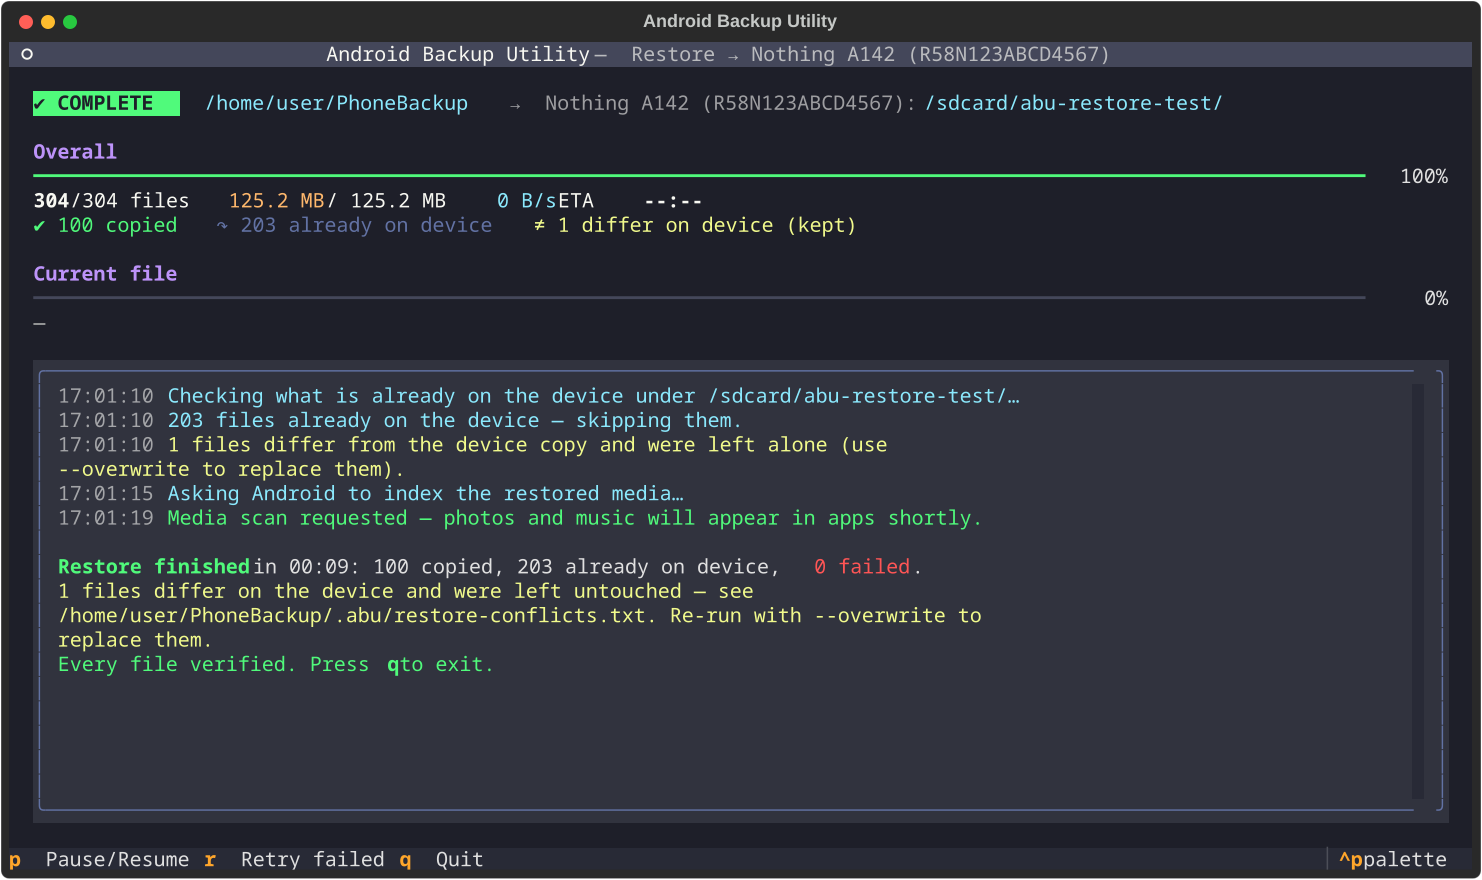 Android Backup Utility
Android Backup Utility — Restore → Nothing A142 (R58N123ABCD4567)
✔ COMPLETE /home/user/PhoneBackup → Nothing A142 (R58N123ABCD4567): /sdcard/abu-restore-test/
Overall
100%
304/304 files 125.2 MB/ 125.2 MB 0 B/sETA --:--
✔ 100 copied ↷ 203 already on device ≠ 1 differ on device (kept)
Current file
0%
—
17:01:10 Checking what is already on the device under /sdcard/abu-restore-test/…
17:01:10 203 files already on the device — skipping them.
17:01:10 1 files differ from the device copy and were left alone (use
--overwrite to replace them).
17:01:15 Asking Android to index the restored media…
17:01:19 Media scan requested — photos and music will appear in apps shortly.
Restore finished in 00:09: 100 copied, 203 already on device, 0 failed.
1 files differ on the device and were left untouched — see
/home/user/PhoneBackup/.abu/restore-conflicts.txt. Re-run with --overwrite to
replace them.
Every file verified. Press qto exit.
p Pause/Resume r Retry failed q Quit ^ppalette